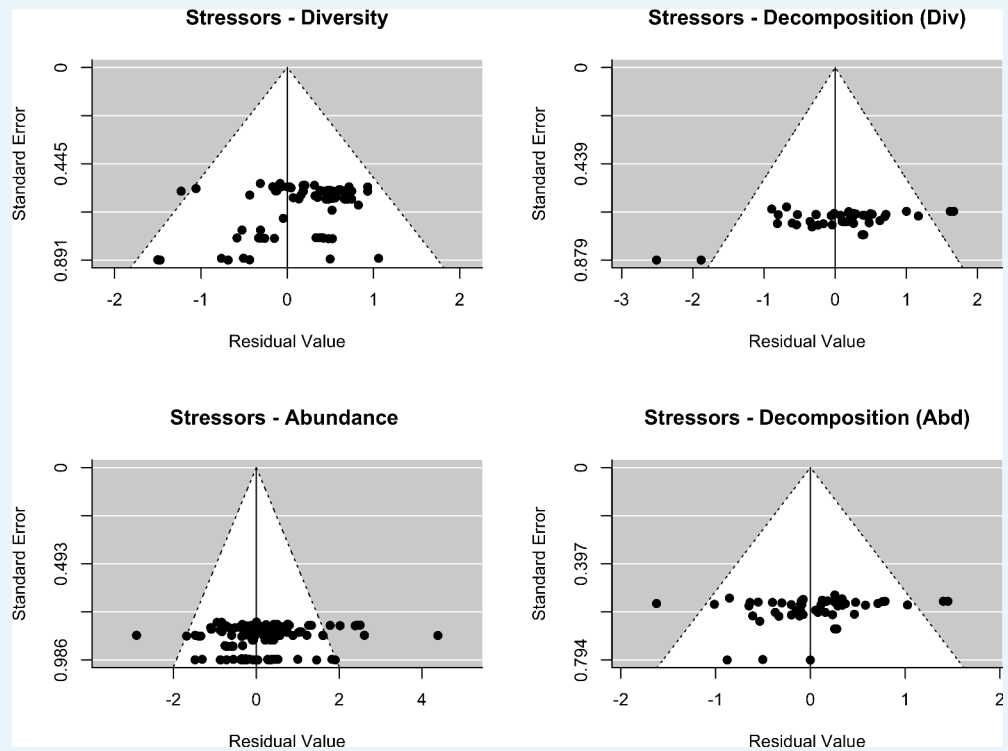 Stressors - Diversity
Standard Error
0
0.445
0.891
-2 -1 0 1 2
Residual Value
Stressors - Decomposition (Div)
Standard Error
0
0.439
0.879
-3 -2 -1 0 1 2
Residual Value
Stressors - Abundance
Standard Error
0
0.493
0.986
-2 0 2 4
Residual Value
Stressors - Decomposition (Abd)
Standard Error
0
0.397
0.794
-2 -1 0 1 2
Residual Value